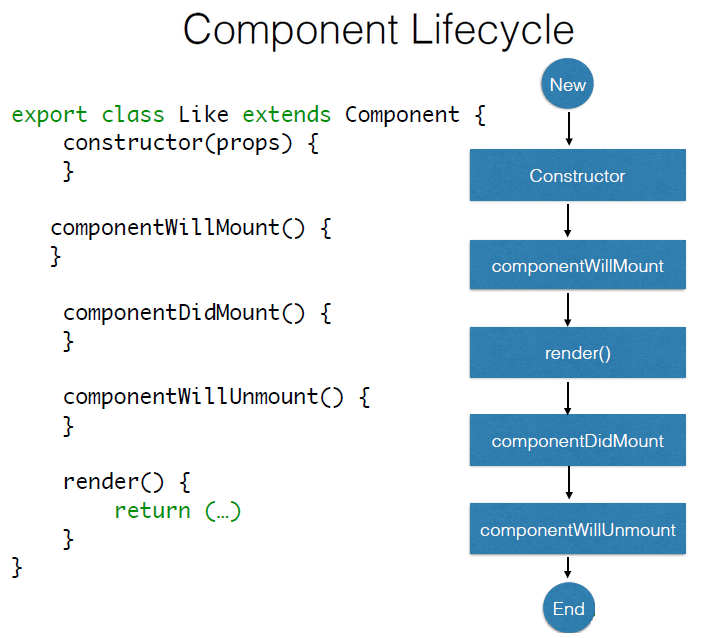 Component Lifecycle
export class Like extends Component {
constructor(props) {
}
componentWillMount() {
}
componentDidMount() {
}
componentWillUnmount() {
}
render() {
return (…)
}
}
New
Constructor
componentWillMount
render()
componentDidMount
componentWillUnmount
End